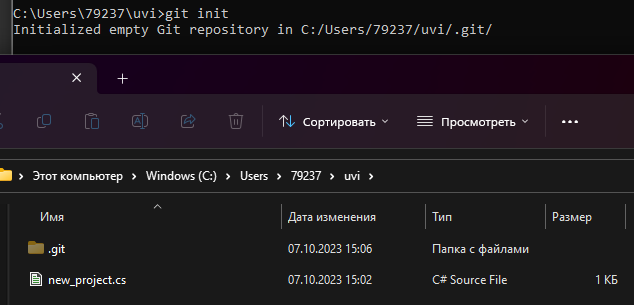 C:\Users\79237\uvi>git init
Initialized empty Git repository in C:/Users/79237/uvi/.git/
Сортировать Просмотреть
Этот компьютер Windows (C:) Users 79237 uvi
Имя Дата изменения Тип Размер
.git 07.10.2023 15:06 Папка с файлами
new_project.cs 07.10.2023 15:02 C# Source File 1 КБ